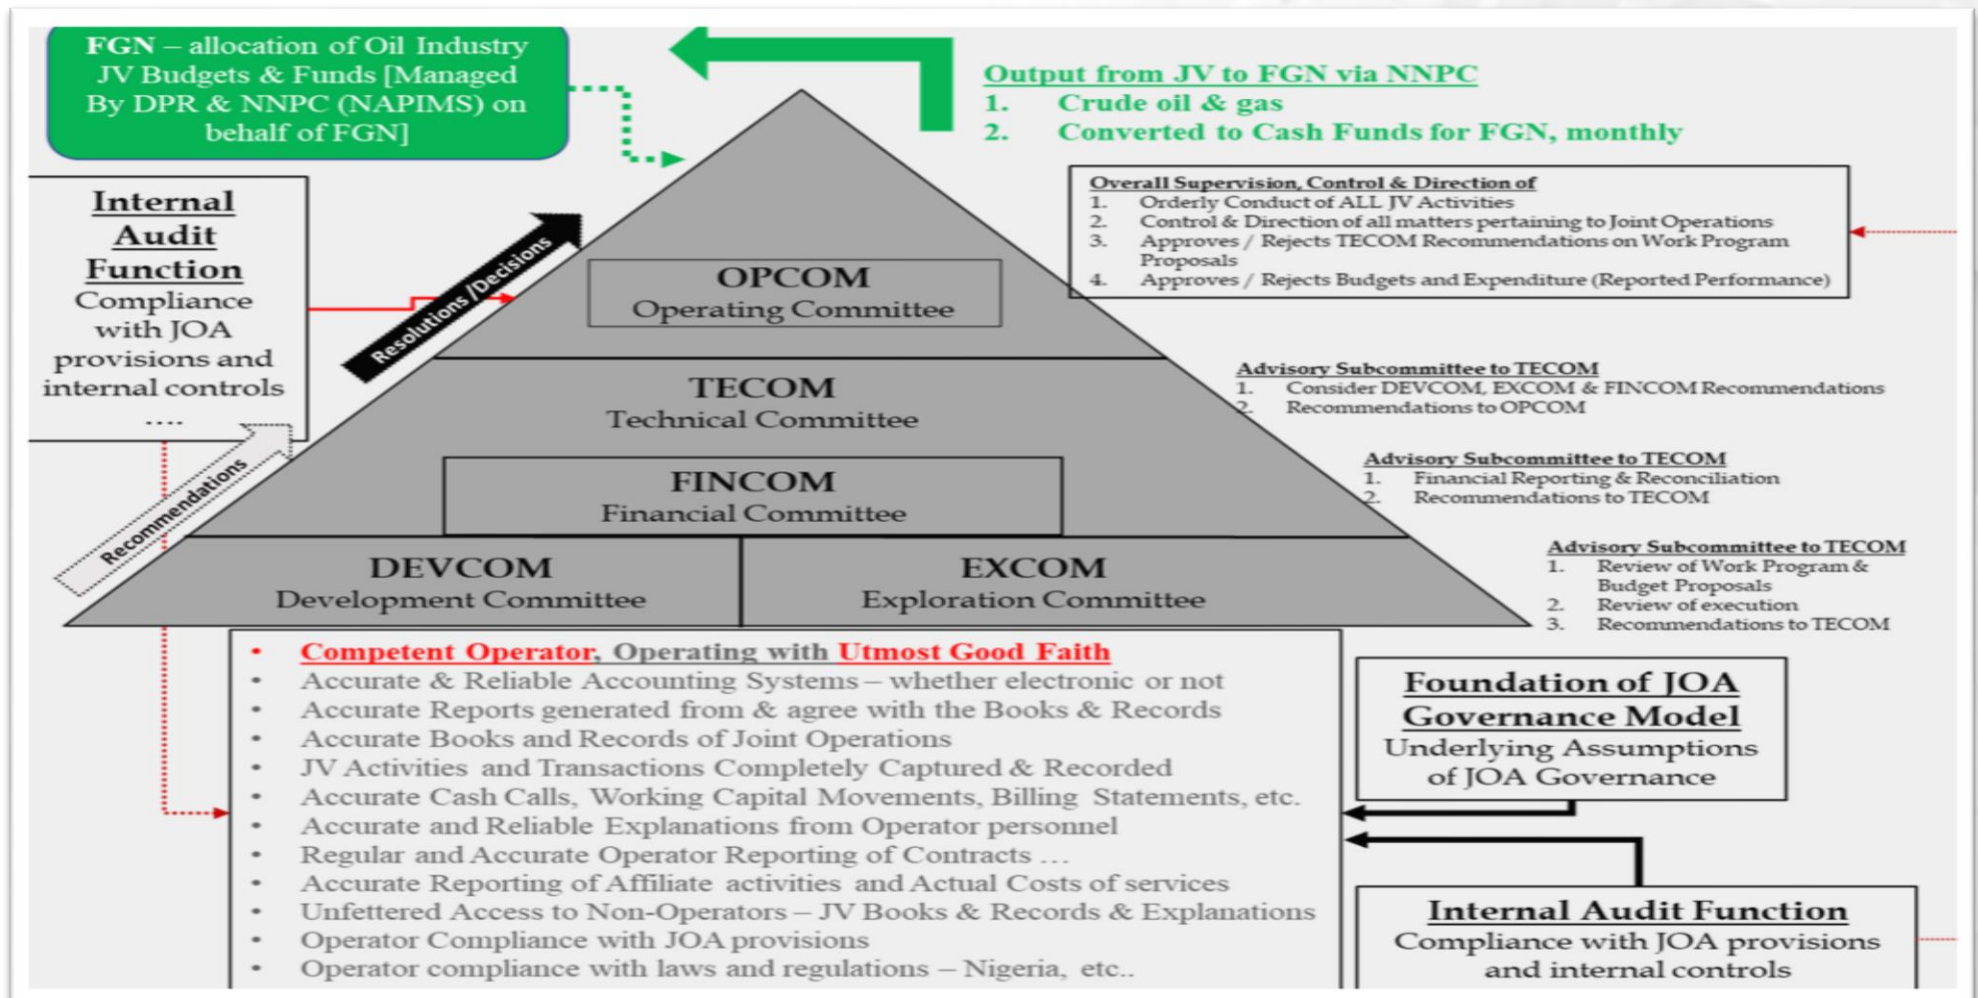 FGN – allocation of Oil Industry
JV Budgets & Funds [Managed
By DPR & NNPC (NAPIMS) on
behalf of FGN]
Output from JV to FGN via NNPC
1. Crude oil & gas
2. Converted to Cash Funds for FGN, monthly
Internal
Audit
Function
Compliance
with JOA
provisions and
internal controls
....
Overall Supervision, Control & Direction of
1. Orderly Conduct of ALL JV Activities
2. Control & Direction of all matters pertaining to Joint Operations
3. Approves / Rejects TECOM Recommendations on Work Program
Proposals
4. Approves / Rejects Budgets and Expenditure (Reported Performance)
Resolutions /Decisions
Recommendations
OPCOM
Operating Committee
TECOM
Technical Committee
FINCOM
Financial Committee
DEVCOM
Development Committee
EXCOM
Exploration Committee
Advisory Subcommittee to TECOM
1. Consider DEVCOM, EXCOM & FINCOM Recommendations
2. Recommendations to OPCOM
Advisory Subcommittee to TECOM
1. Financial Reporting & Reconciliation
2. Recommendations to TECOM
Advisory Subcommittee to TECOM
1. Review of Work Program &
Budget Proposals
2. Review of execution
3. Recommendations to TECOM
• Competent Operator, Operating with Utmost Good Faith
• Accurate & Reliable Accounting Systems – whether electronic or not
• Accurate Reports generated from & agree with the Books & Records
• Accurate Books and Records of Joint Operations
• JV Activities and Transactions Completely Captured & Recorded
• Accurate Cash Calls, Working Capital Movements, Billing Statements, etc.
• Accurate and Reliable Explanations from Operator personnel
• Regular and Accurate Operator Reporting of Contracts …
• Accurate Reporting of Affiliate activities and Actual Costs of services
• Unfettered Access to Non-Operators – JV Books & Records & Explanations
• Operator Compliance with JOA provisions
• Operator compliance with laws and regulations – Nigeria, etc..
Foundation of JOA
Governance Model
Underlying Assumptions
of JOA Governance
Internal Audit Function
Compliance with JOA provisions
and internal controls